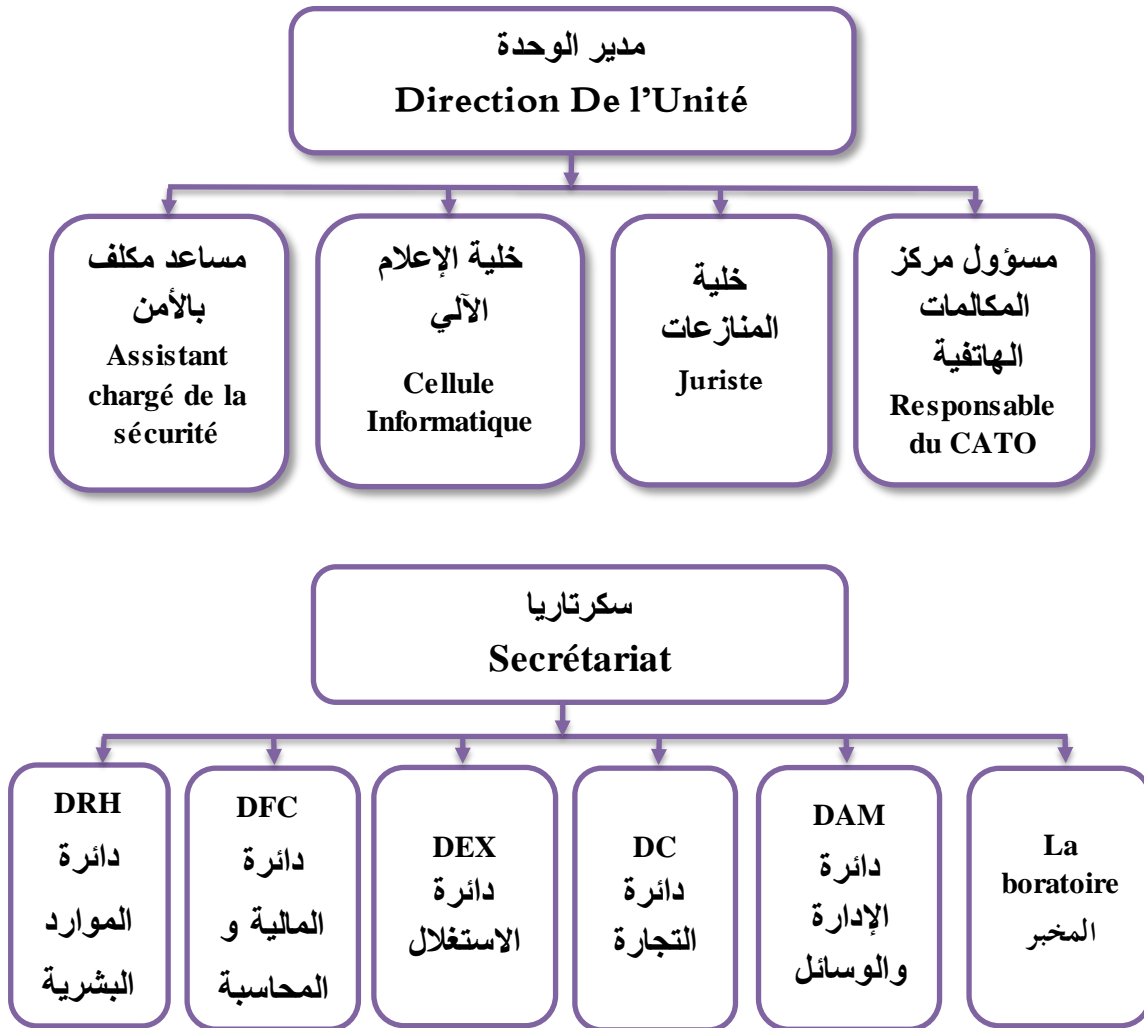 مدير الوحدة
Direction De l'Unité
مساعد مكلف
بالأمن
Assistant
chargé de la
sécurité
خلية الإعلام
الآلي
Cellule
Informatique
خلية
المنازعات
Juriste
مسؤول مركز
المكالمات
الهاتفية
Responsable
du CATO
سكرتاريا
Secrétariat
DRH
دائرة
الموارد
البشرية
DFC
دائرة
المالية و
المحاسبة
DEX
دائرة
الاستغلال
DC
دائرة
التجارة
DAM
دائرة
الإدارة
والوسائل
La
boratoire
المخبر